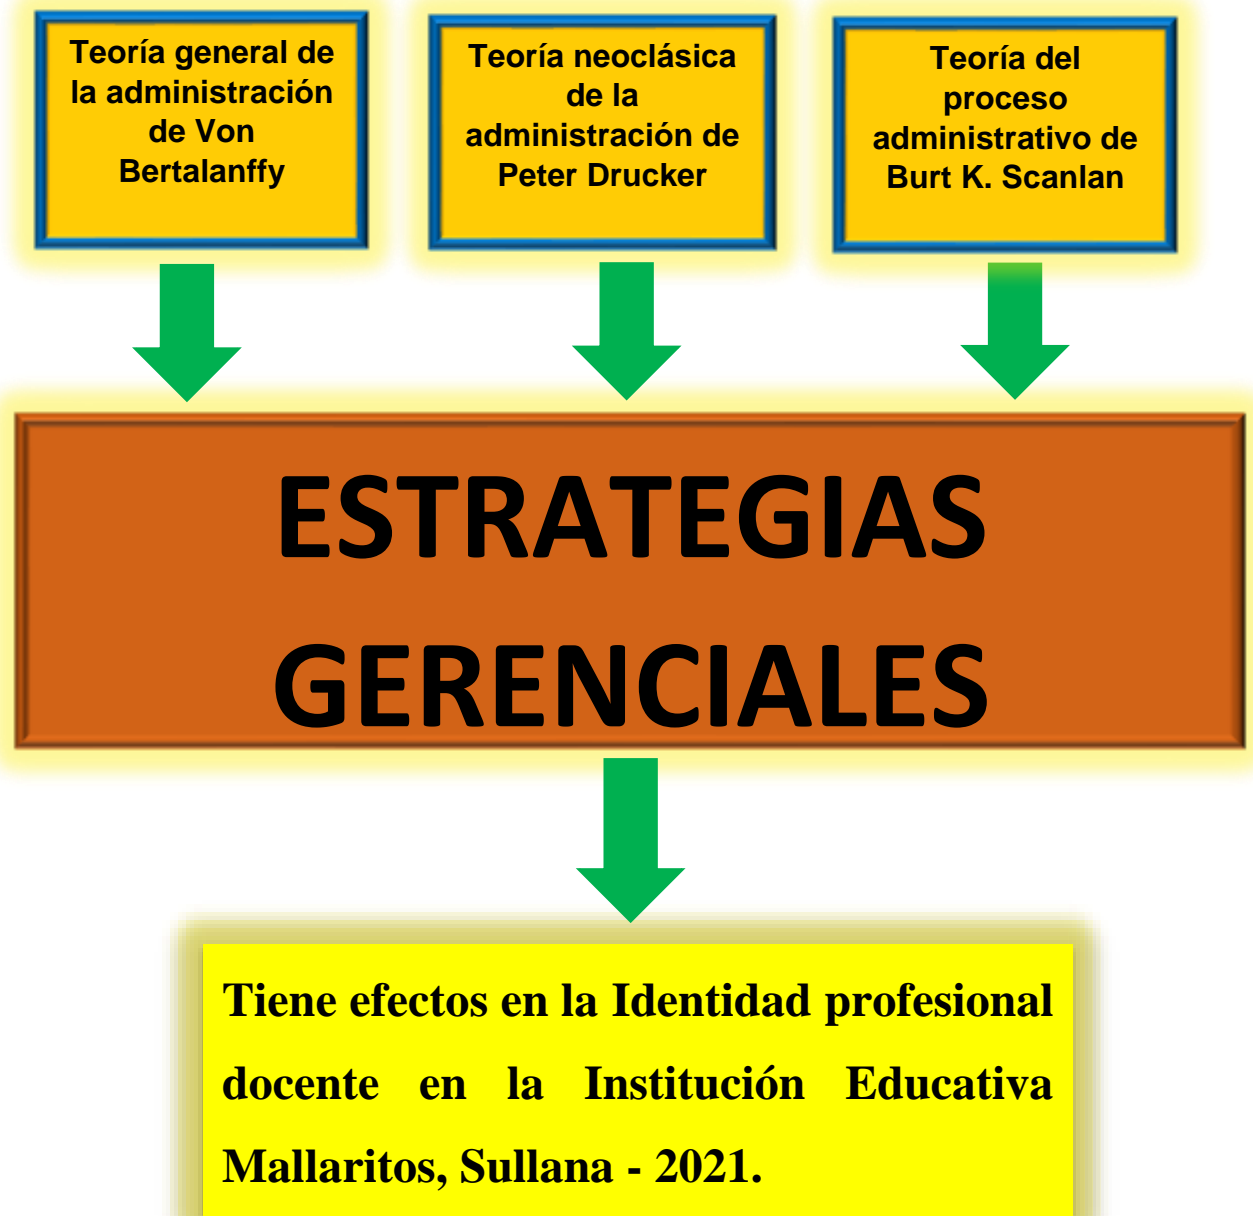 Teoría general de
la administración
de Von
Bertalanffy
Teoría neoclásica
de la
administración de
Peter Drucker
Teoría del
proceso
administrativo de
Burt K. Scanlan
ESTRATEGIAS
GERENCIALES
Tiene efectos en la Identidad profesional
docente en la Institución Educativa
Mallaritos, Sullana - 2021.